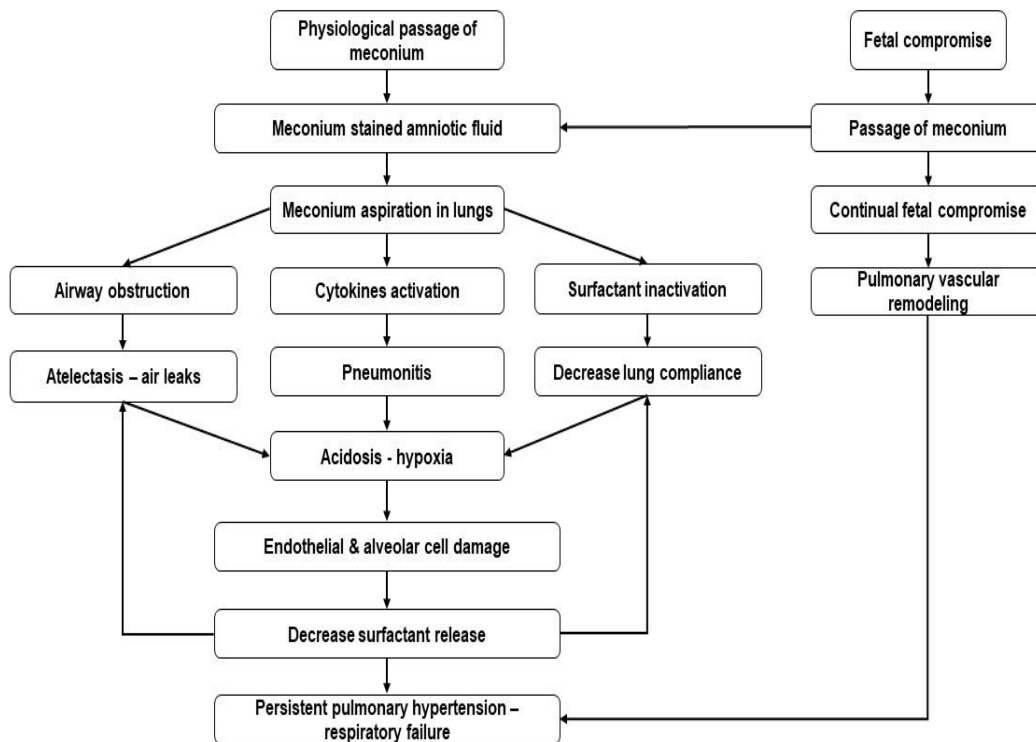 Physiological passage of
meconium
Fetal compromise
Meconium stained amniotic fluid
Passage of meconium
Meconium aspiration in lungs
Continual fetal compromise
Airway obstruction
Cytokines activation
Surfactant inactivation
Pulmonary vascular
remodeling
Atelectasis – air leaks
Pneumonitis
Decrease lung compliance
Acidosis - hypoxia
Endothelial & alveolar cell damage
Decrease surfactant release
Persistent pulmonary hypertension –
respiratory failure